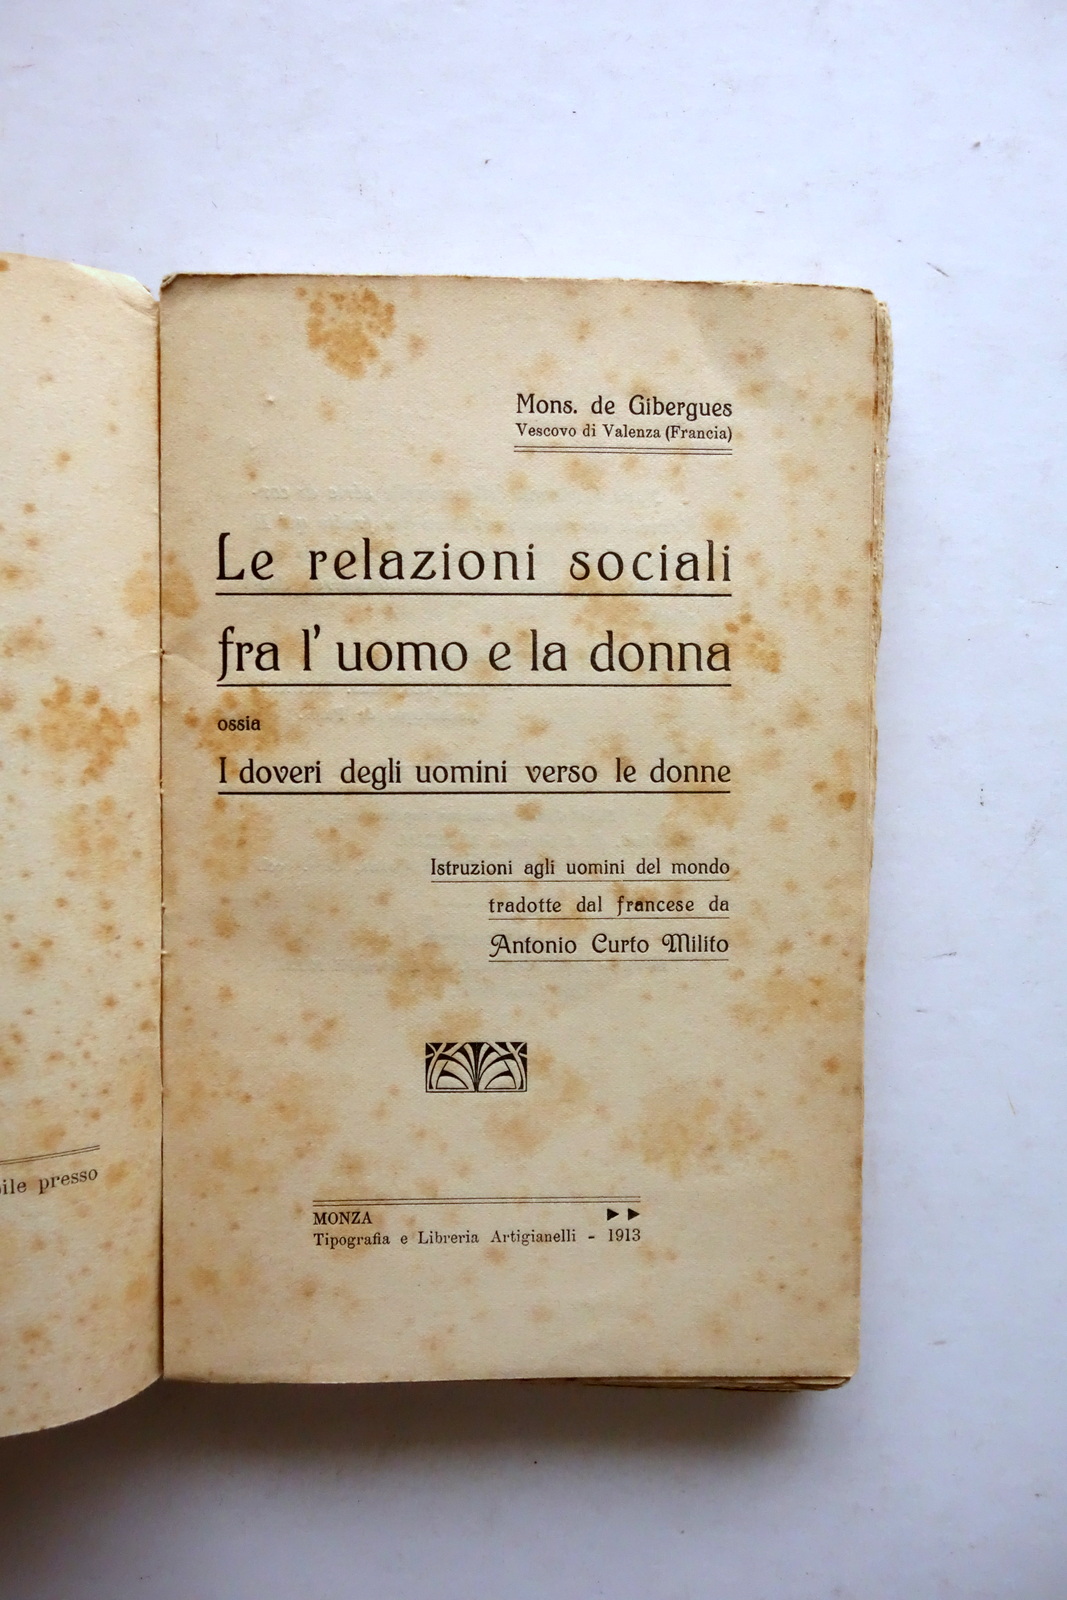 Mons. de Gibergues
Vescovo di Valenza (Francia)
Le relazioni sociali
fra l'uomo e la donna
ossia
I doveri degli uomini verso le donne
Istruzioni agli uomini del mondo
tradotte dal francese da
Antonio Curto Milito
MONZA ▶ ▶
Tipografia e Libreria Artigianelli - 1913
presso